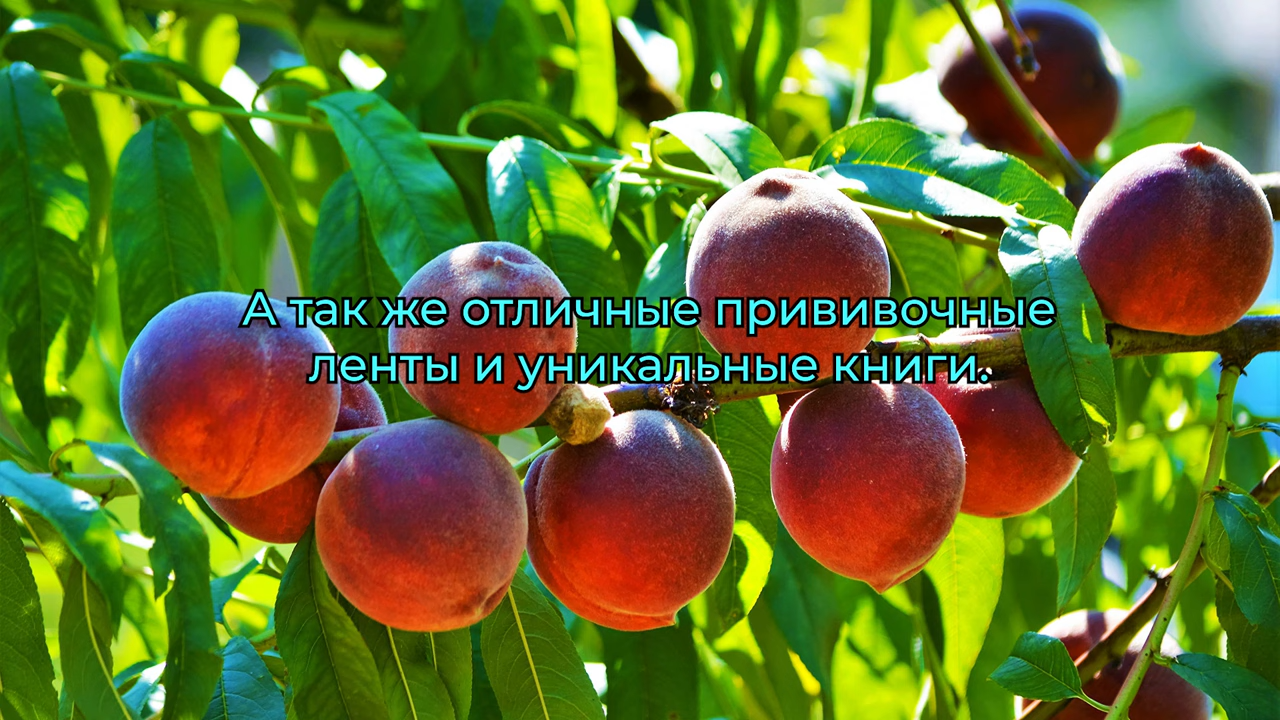 А так же отличные прививочные
ленты и уникальные книги.